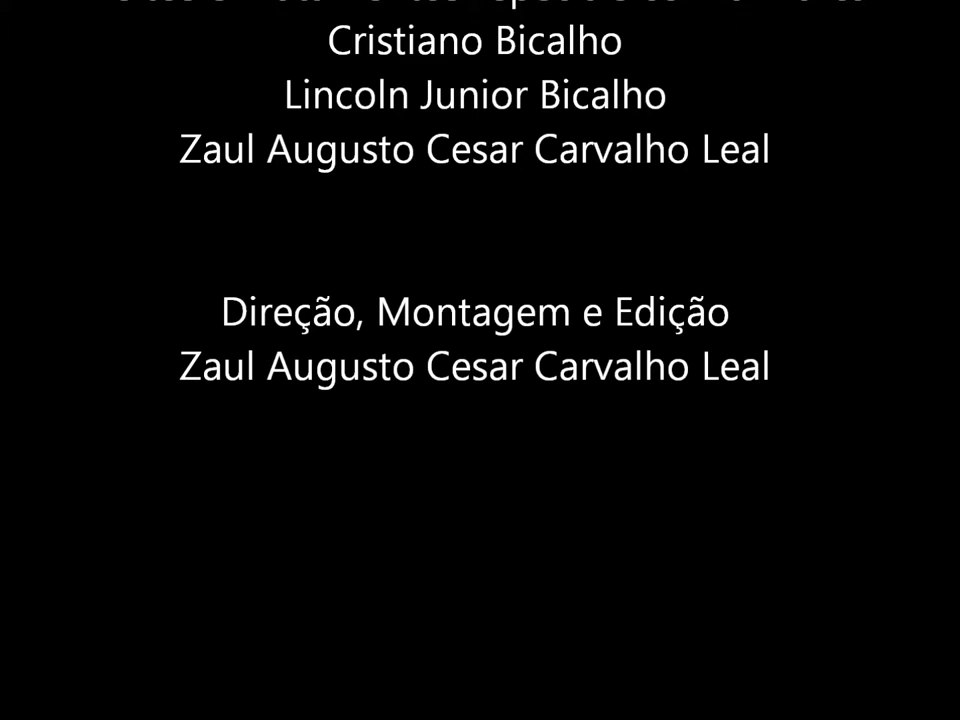 Cristiano Bicalho
Lincoln Junior Bicalho
Zaul Augusto Cesar Carvalho Leal
Direção, Montagem e Edição
Zaul Augusto Cesar Carvalho Leal